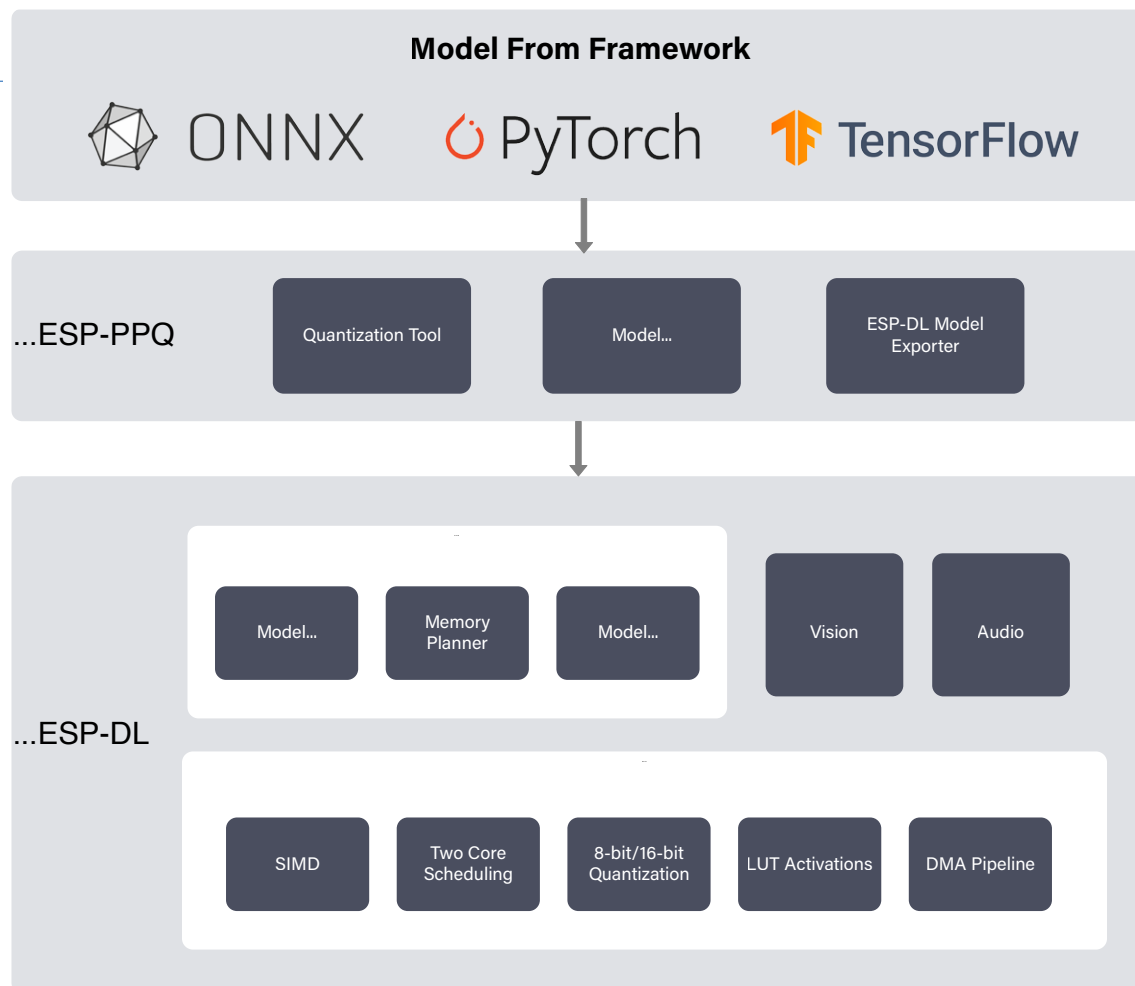 Model From Framework
ONNX
PyTorch
TensorFlow
...ESP-PPQ
Quantization Tool
Model...
ESP-DL Model
Exporter
...ESP-DL
Model...
Memory
Planner
Model...
Vision
Audio
SIMD
Two Core
Scheduling
8-bit/16-bit
Quantization
LUT Activations
DMA Pipeline